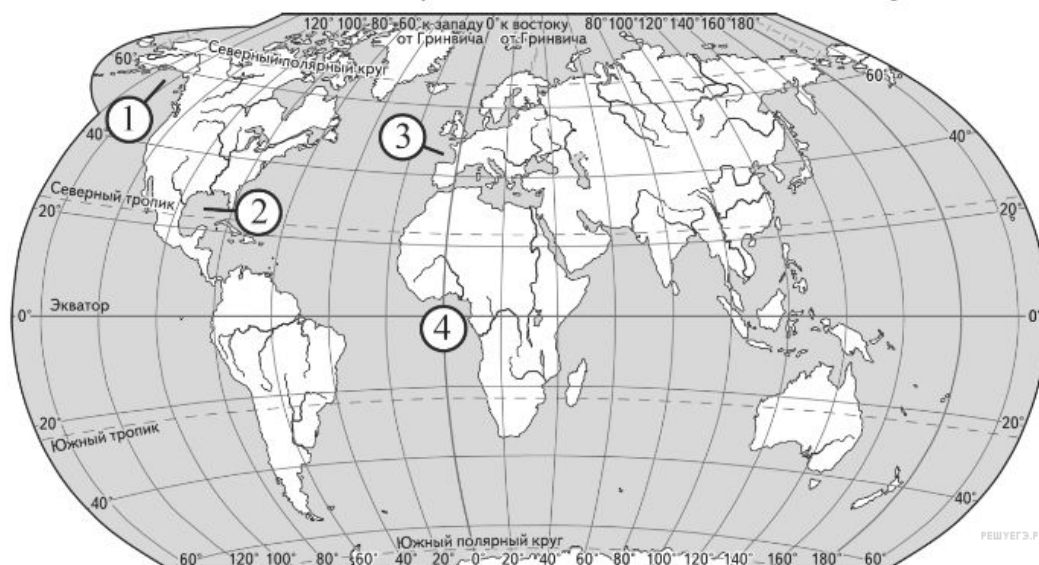 120° 100° 80° 60° к западу 0° к востоку 80° 100° 120° 140° 160° 180°
от Гринвича от Гринвича
60° Северный полярный круг 60°
1
3
40° 40°
Северный тропик
2
20° 20°
Экватор
4
0° 0°
20°
Южный тропик 20°
40° 40°
Южный полярный круг
60° 120° 100° 80° 60° 40° 20° 0° 20° 40° 60° 80° 100° 120° 140° 180° 60°
РЕШУЕГЭ.Р